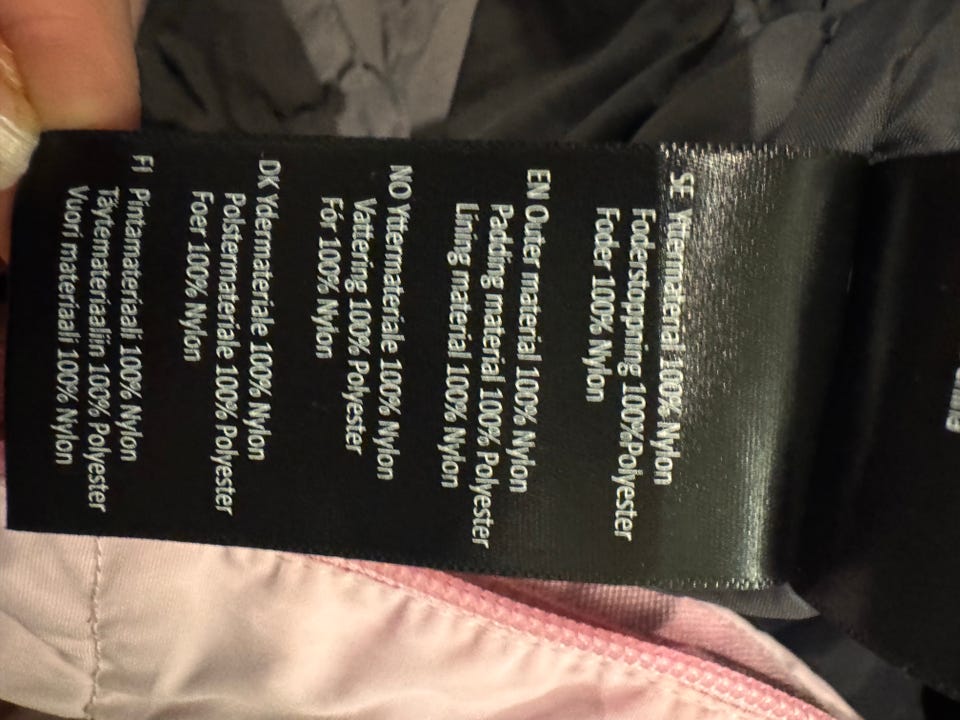 SE Yttermaterial 100% Nylon
Foderstoppning 100%Polyester
Foder 100% Nylon
EN Outer material 100% Nylon
Padding material 100% Polyester
Lining material 100% Nylon
NO Yttermateriale 100% Nylon
Vattering 100% Polyester
Fór 100% Nylon
DK Ydermateriale 100% Nylon
Polstermateriale 100% Polyester
Foer 100% Nylon
FI Pintamateriaali 100% Nylon
Täytemateriaaliin 100% Polyester
Vuori materiaali 100% Nylon